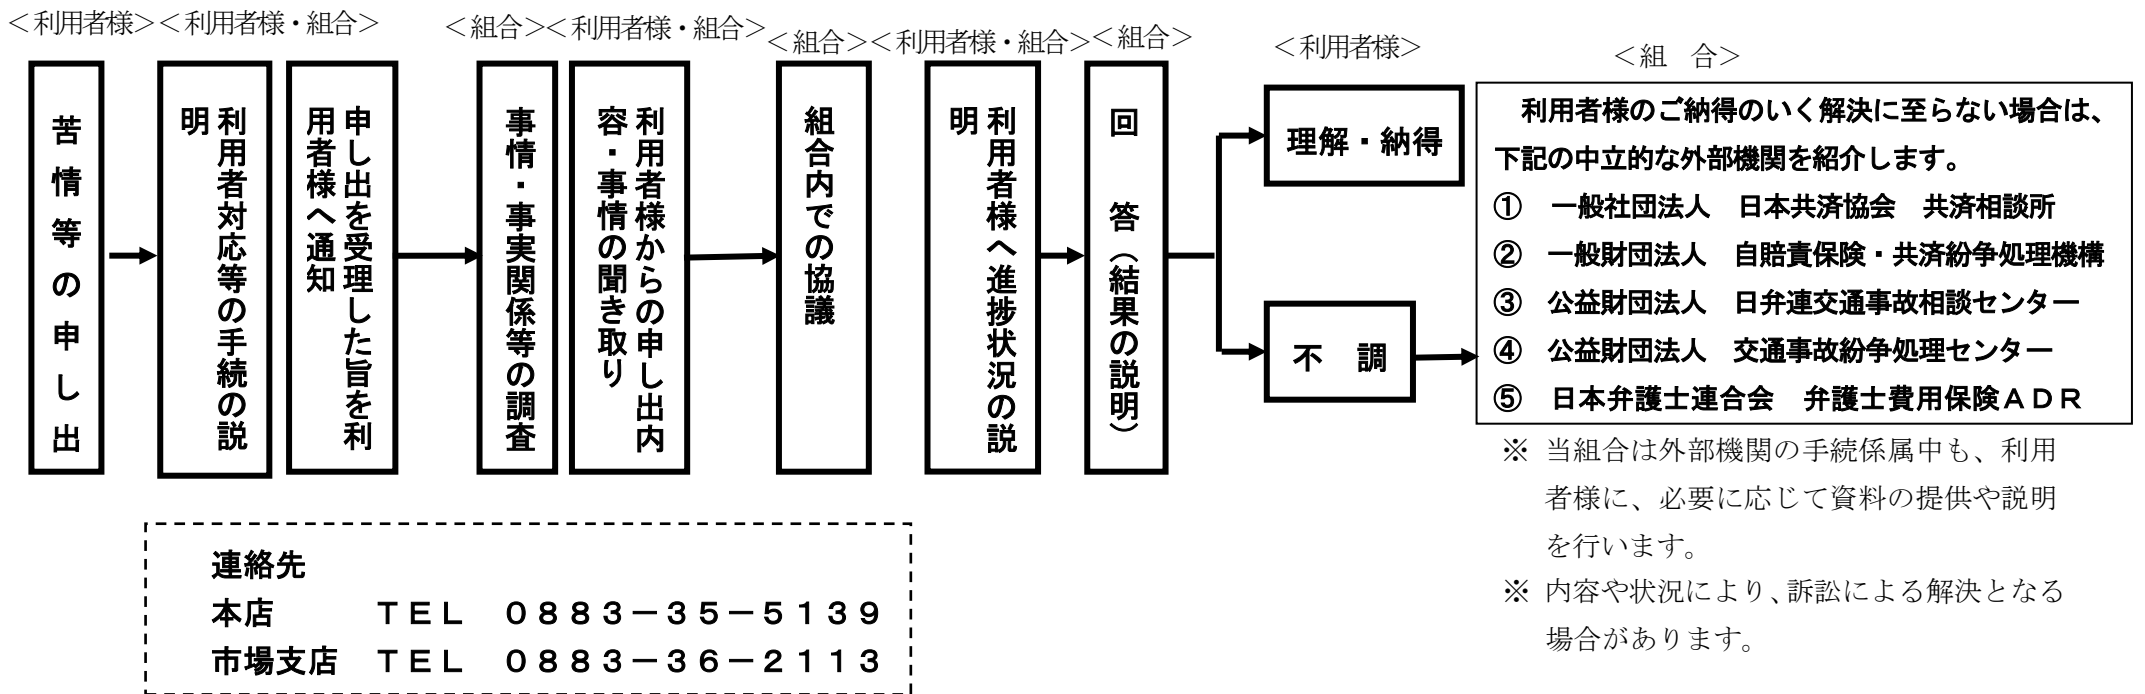 ＜利用者様＞＜利用者様・組合＞
＜組合＞＜利用者様・組合＞
＜組合＞＜利用者様・組合＞＜組合＞
＜利用者様＞
＜組　合＞
苦情等の申し出
利用者対応等の手続の説
明
申し出を受理した旨を利
用者様へ通知
事情・事実関係等の調査
利用者様からの申し出内
容・事情の聞き取り
組合内での協議
利用者様へ進捗状況の説
明
回　答（結果の説明）
理解・納得
不　調
利用者様のご納得のいく解決に至らない場合は、
下記の中立的な外部機関を紹介します。
①　一般社団法人　日本共済協会　共済相談所
②　一般財団法人　自賠責保険・共済紛争処理機構
③　公益財団法人　日弁連交通事故相談センター
④　公益財団法人　交通事故紛争処理センター
⑤　日本弁護士連合会　弁護士費用保険ＡＤＲ
※ 当組合は外部機関の手続係属中も、利用
者様に、必要に応じて資料の提供や説明
を行います。
※ 内容や状況により、訴訟による解決となる
場合があります。
連絡先
本店　　ＴＥＬ　０８８３－３５－５１３９
市場支店　ＴＥＬ　０８８３－３６－２１１３